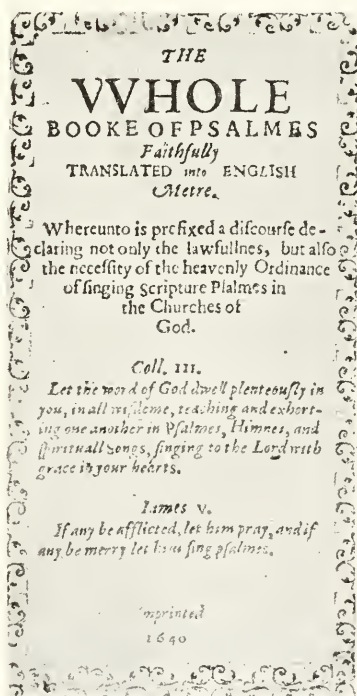 THE
VVHOLE
BOOKE OF PSALMES
Faithfully
TRANSLATED into ENGLISH
Metre.
Whereunto is prefixed a diſcourſe de-
claring not only the lawfullnes, but alſo
the neceſſity of the heavenly Ordinance
of ſinging Scripture Pſalmes in
the Churches of
God.
Coll. III.
Let the word of God dwell plenteouſly in
you, in all wiſdome, teaching and exhort-
ing one another in Pſalmes, Himnes, and
ſpirituall Songs, ſinging to the Lord with
grace in your hearts.
Iames V.
If any be afflicted, let him pray, and if
any be merry let him ſing pſalmes.
Imprinted
1640